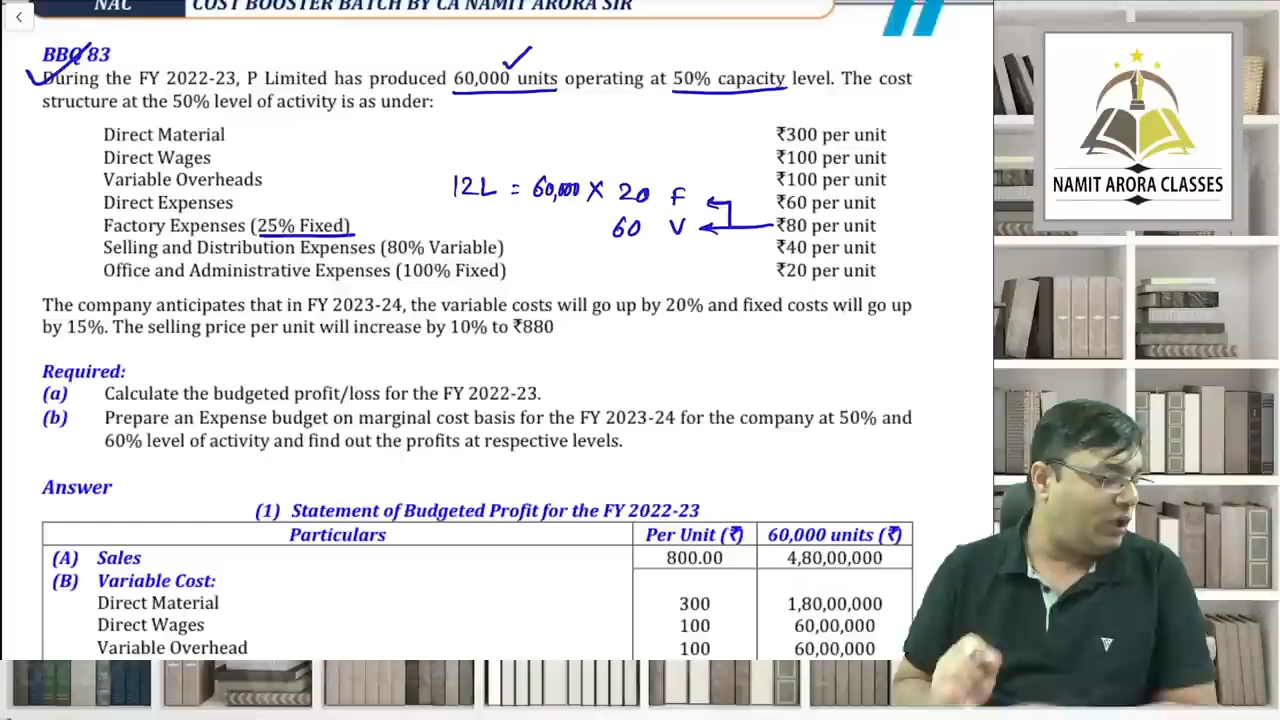 NAC COST BOOSTER BATCH BY CA NAMIT ARORA SIR
BBQ 83
During the FY 2022-23, P Limited has produced 60,000 units operating at 50% capacity level. The cost
structure at the 50% level of activity is as under:
Direct Material ₹300 per unit
Direct Wages ₹100 per unit
Variable Overheads ₹100 per unit
12L = 60,000 X 20 F
Direct Expenses ₹60 per unit
60 V
Factory Expenses (25% Fixed) ₹80 per unit
Selling and Distribution Expenses (80% Variable) ₹40 per unit
Office and Administrative Expenses (100% Fixed) ₹20 per unit
The company anticipates that in FY 2023-24, the variable costs will go up by 20% and fixed costs will go up
by 15%. The selling price per unit will increase by 10% to ₹880
Required:
(a) Calculate the budgeted profit/loss for the FY 2022-23.
(b) Prepare an Expense budget on marginal cost basis for the FY 2023-24 for the company at 50% and
60% level of activity and find out the profits at respective levels.
Answer
(1) Statement of Budgeted Profit for the FY 2022-23
Particulars Per Unit (₹) 60,000 units (₹)
(A) Sales 800.00 4,80,00,000
(B) Variable Cost:
Direct Material 300 1,80,00,000
Direct Wages 100 60,00,000
Variable Overhead 100 60,00,000
NAMIT ARORA CLASSES